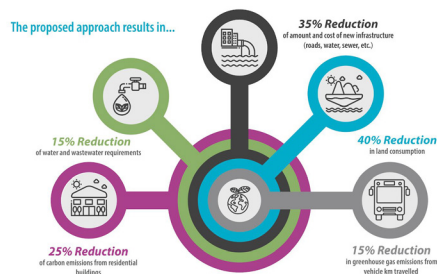 The proposed approach results in...
35% Reduction
of amount and cost of new infrastructure
(roads, water, sewer, etc.)
15% Reduction
of water and wastewater requirements
40% Reduction
in land consumption
25% Reduction
of carbon emissions from residential
buildings
15% Reduction
in greenhouse gas emissions from
vehicle km travelled